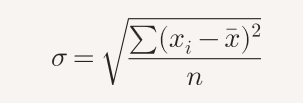 σ = √(∑(xᵢ − x̄)² / n)